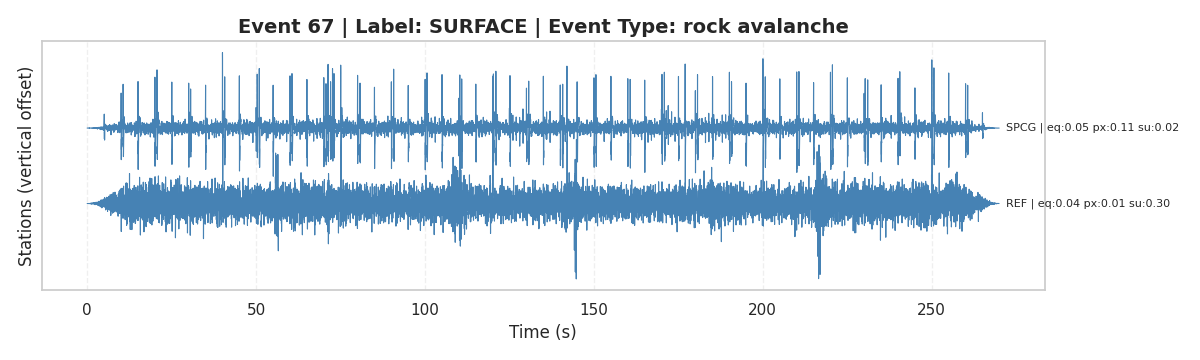 Event 67 | Label: SURFACE | Event Type: rock avalanche
Stations (vertical offset)
SPCG | eq:0.05 px:0.11 su:0.02
REF | eq:0.04 px:0.01 su:0.30
0 50 100 150 200 250
Time (s)